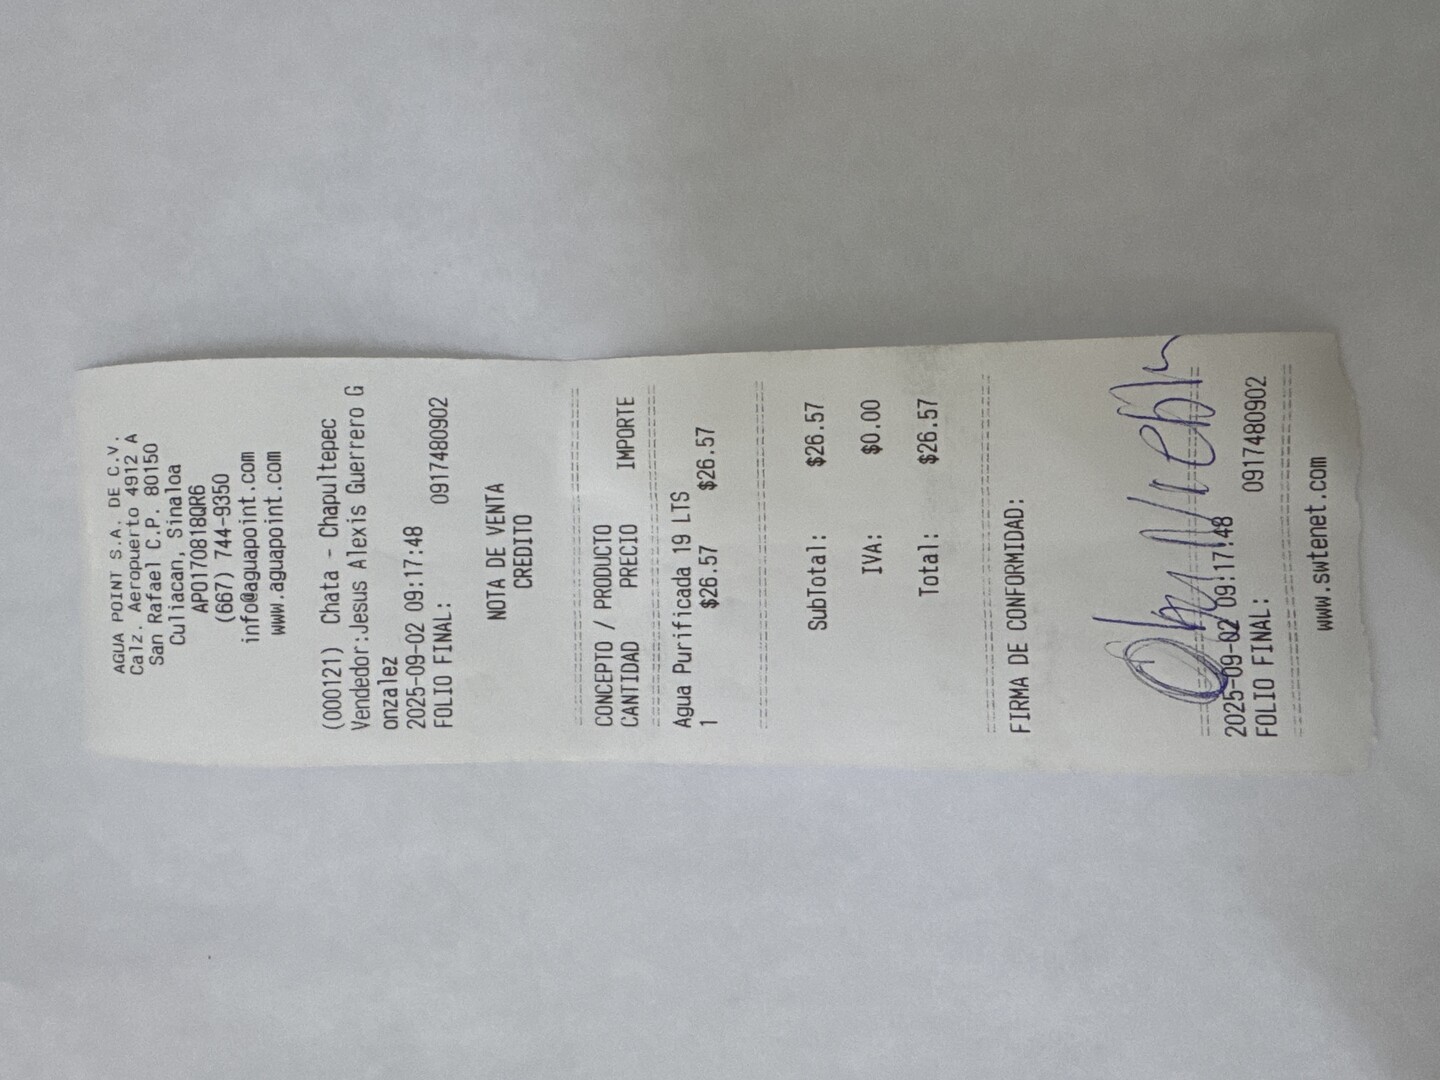 AGUA POINT S.A. DE C.V.
Calz. Aeropuerto 4912 A
San Rafael C.P. 80150
Culiacan, Sinaloa
APO170818QR6
(667) 744-9350
info@aguapoint.com
www.aguapoint.com
(000121) Chata - Chapultepec
Vendedor:Jesus Alexis Guerrero G
onzalez
2025-09-02 09:17:48
FOLIO FINAL: 0917480902
NOTA DE VENTA
CREDITO
CONCEPTO / PRODUCTO
CANTIDAD PRECIO IMPORTE
Agua Purificada 19 LTS
1 $26.57 $26.57
SubTotal: $26.57
IVA: $0.00
Total: $26.57
FIRMA DE CONFORMIDAD:
2025-09-02 09:17:48
FOLIO FINAL: 0917480902
www.swtenet.com